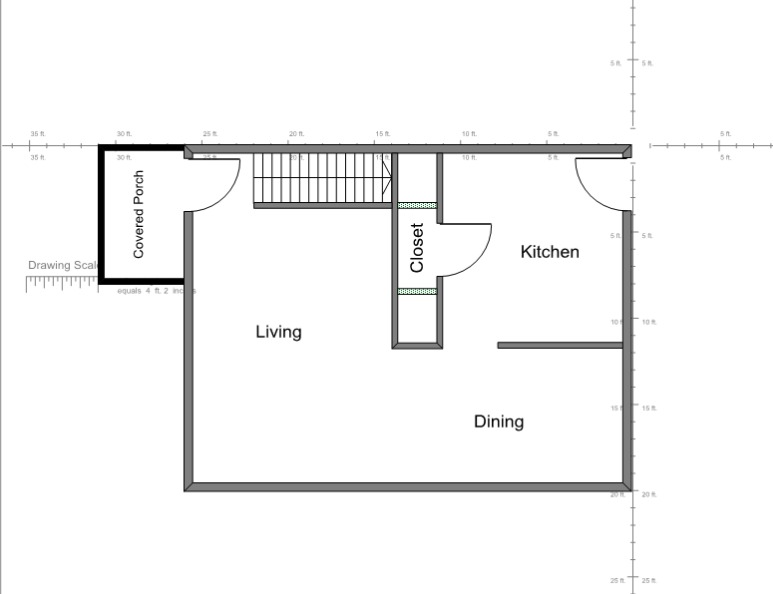 5 ft. 5 ft.
35 ft. 30 ft. 25 ft. 20 ft. 15 ft. 10 ft. 5 ft. 5 ft.
35 ft. 30 ft. 25 ft. 20 ft. 15 ft. 10 ft. 5 ft. 5 ft.
Covered Porch
Closet
5 ft. 5 ft.
Kitchen
Drawing Scale
equals 4 ft. 2 inches
10 ft. 10 ft.
Living
15 ft. 15 ft.
Dining
20 ft. 20 ft.
25 ft. 25 ft.